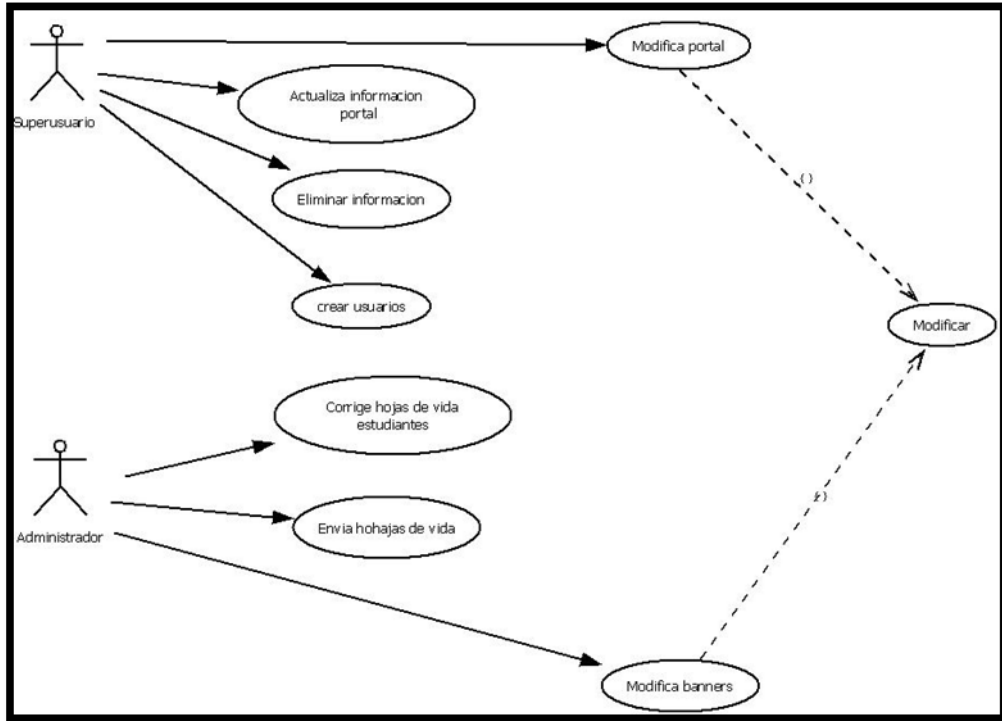 Modifica portal
Actualiza informacion
portal
Superusuario
( )
Eliminar informacion
crear usuarios
Modificar
Corrige hojas de vida
estudiantes
Envia hohajas de vida
Administrador
Modifica banners